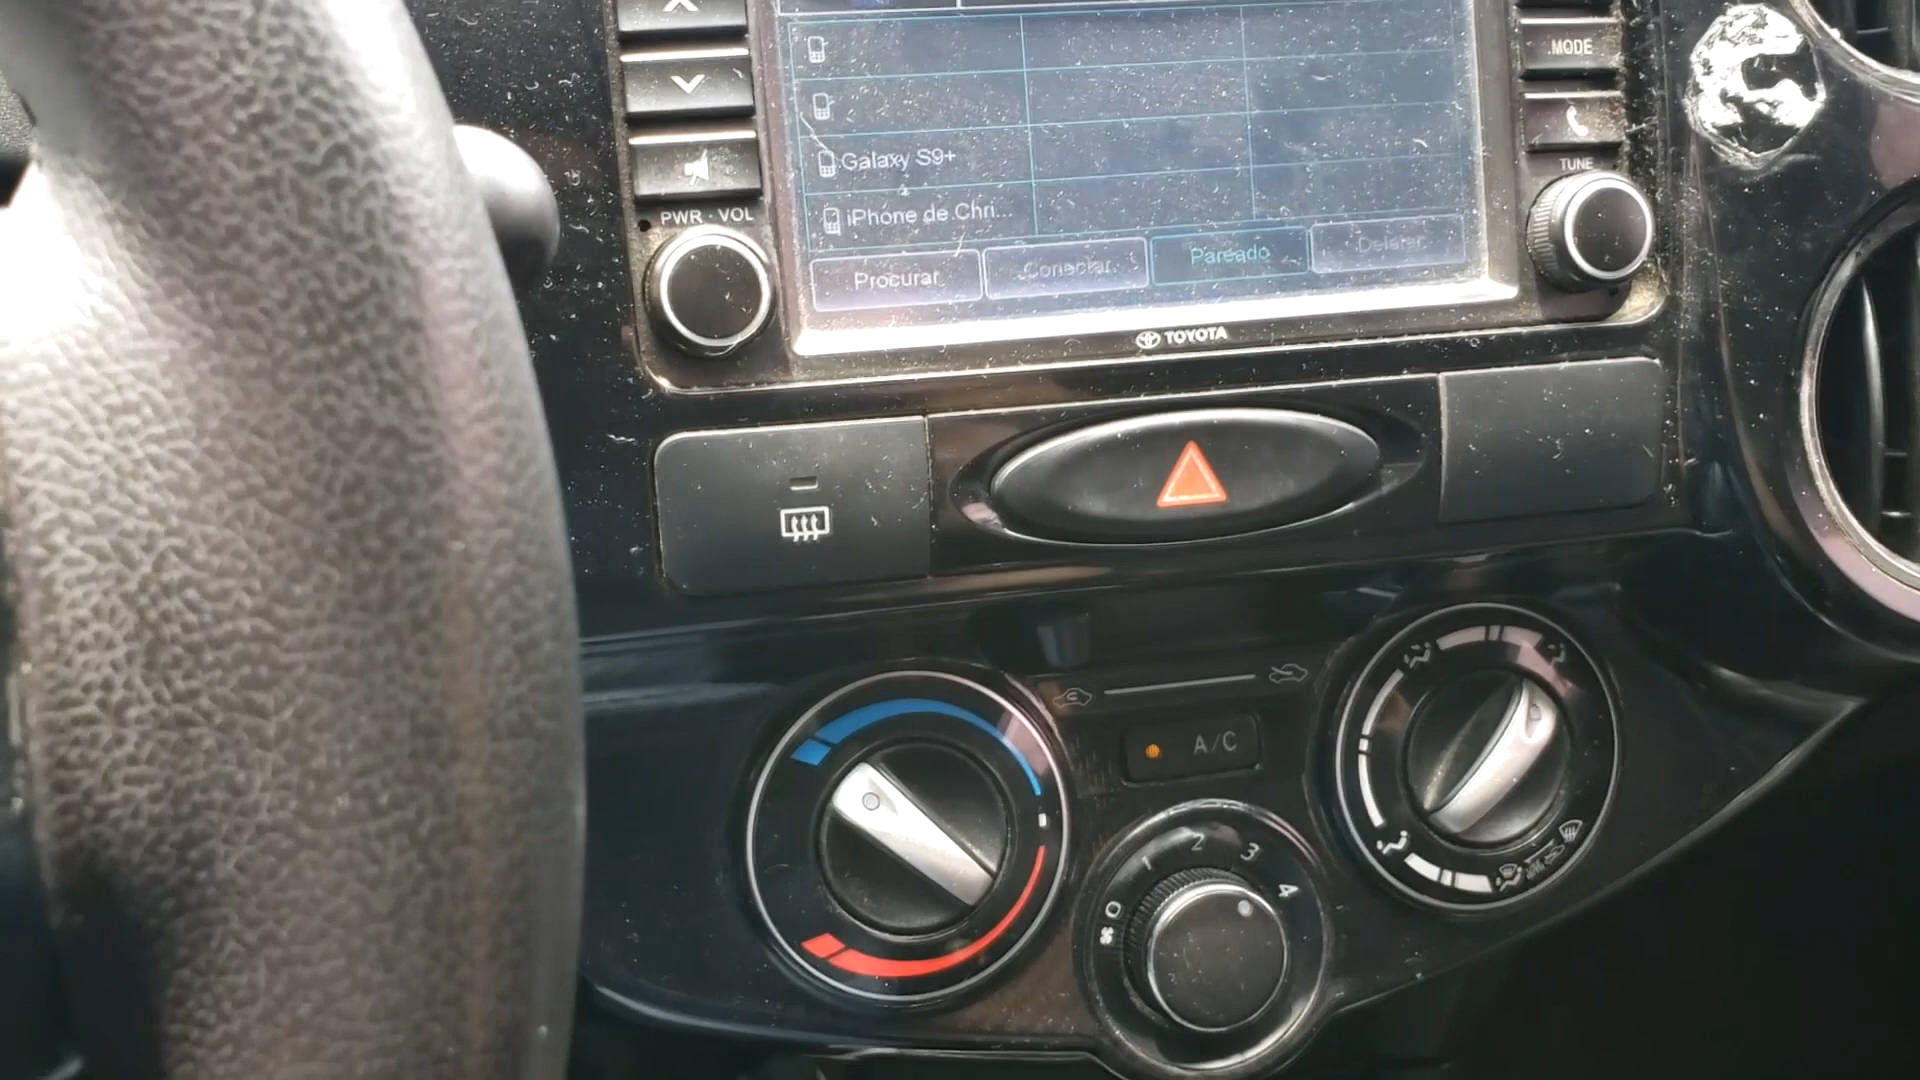 MODE
Galaxy S9+
TUNE
PWR · VOL
iPhone de Chri...
Procurar
Conectar
Pareado
Deletar
TOYOTA
A/C
0
1
2
3
4